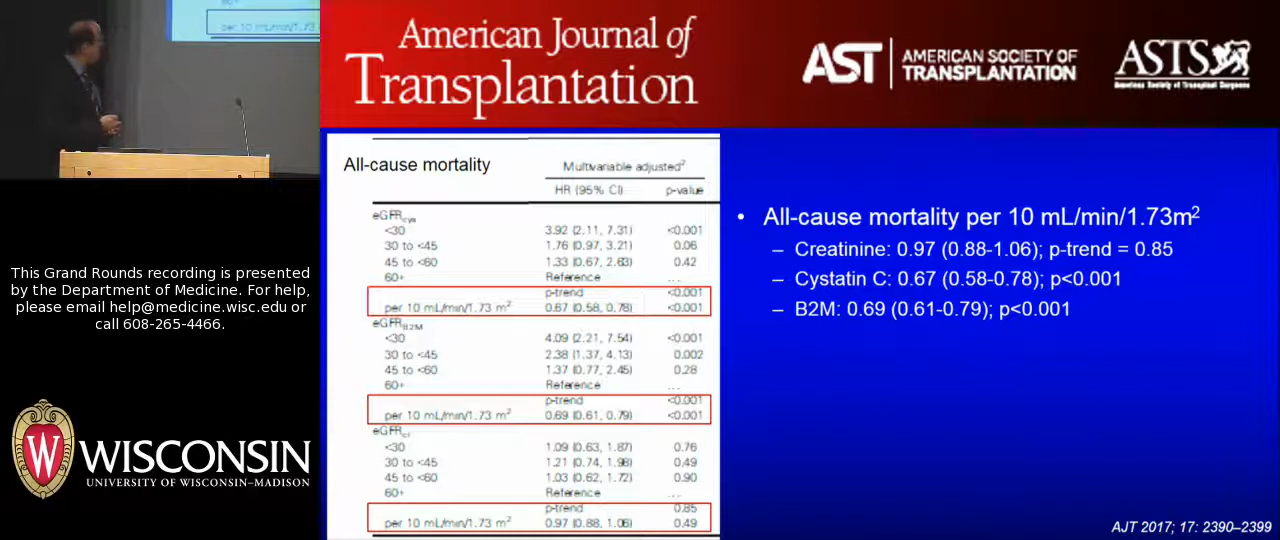 per 10 mL/min/1.73
This Grand Rounds recording is presented
by the Department of Medicine. For help,
please email help@medicine.wisc.edu or
call 608-265-4466.
W
WISCONSIN
UNIVERSITY OF WISCONSIN–MADISON
American Journal of
Transplantation
AST
AMERICAN SOCIETY OF
TRANSPLANTATION
ASTS
American Society of Transplant Surgeons
All-cause mortality
Multivariable adjusted²
HR (95% CI) p-value
eGFRcys
<30 3.92 (2.11, 7.31) <0.001
30 to <45 1.76 (0.97, 3.21) 0.06
45 to <60 1.33 (0.67, 2.63) 0.42
60+ Reference ...
p-trend <0.001
per 10 mL/min/1.73 m² 0.67 (0.58, 0.78) <0.001
eGFRB2M
<30 4.09 (2.21, 7.54) <0.001
30 to <45 2.38 (1.37, 4.13) 0.002
45 to <60 1.37 (0.77, 2.45) 0.28
60+ Reference ...
p-trend <0.001
per 10 mL/min/1.73 m² 0.69 (0.61, 0.79) <0.001
eGFRcr
<30 1.09 (0.63, 1.87) 0.76
30 to <45 1.21 (0.74, 1.98) 0.49
45 to <60 1.03 (0.62, 1.72) 0.90
60+ Reference ...
p-trend 0.85
per 10 mL/min/1.73 m² 0.97 (0.88, 1.06) 0.49
• All-cause mortality per 10 mL/min/1.73m²
– Creatinine: 0.97 (0.88-1.06); p-trend = 0.85
– Cystatin C: 0.67 (0.58-0.78); p<0.001
– B2M: 0.69 (0.61-0.79); p<0.001
AJT 2017; 17: 2390–2399